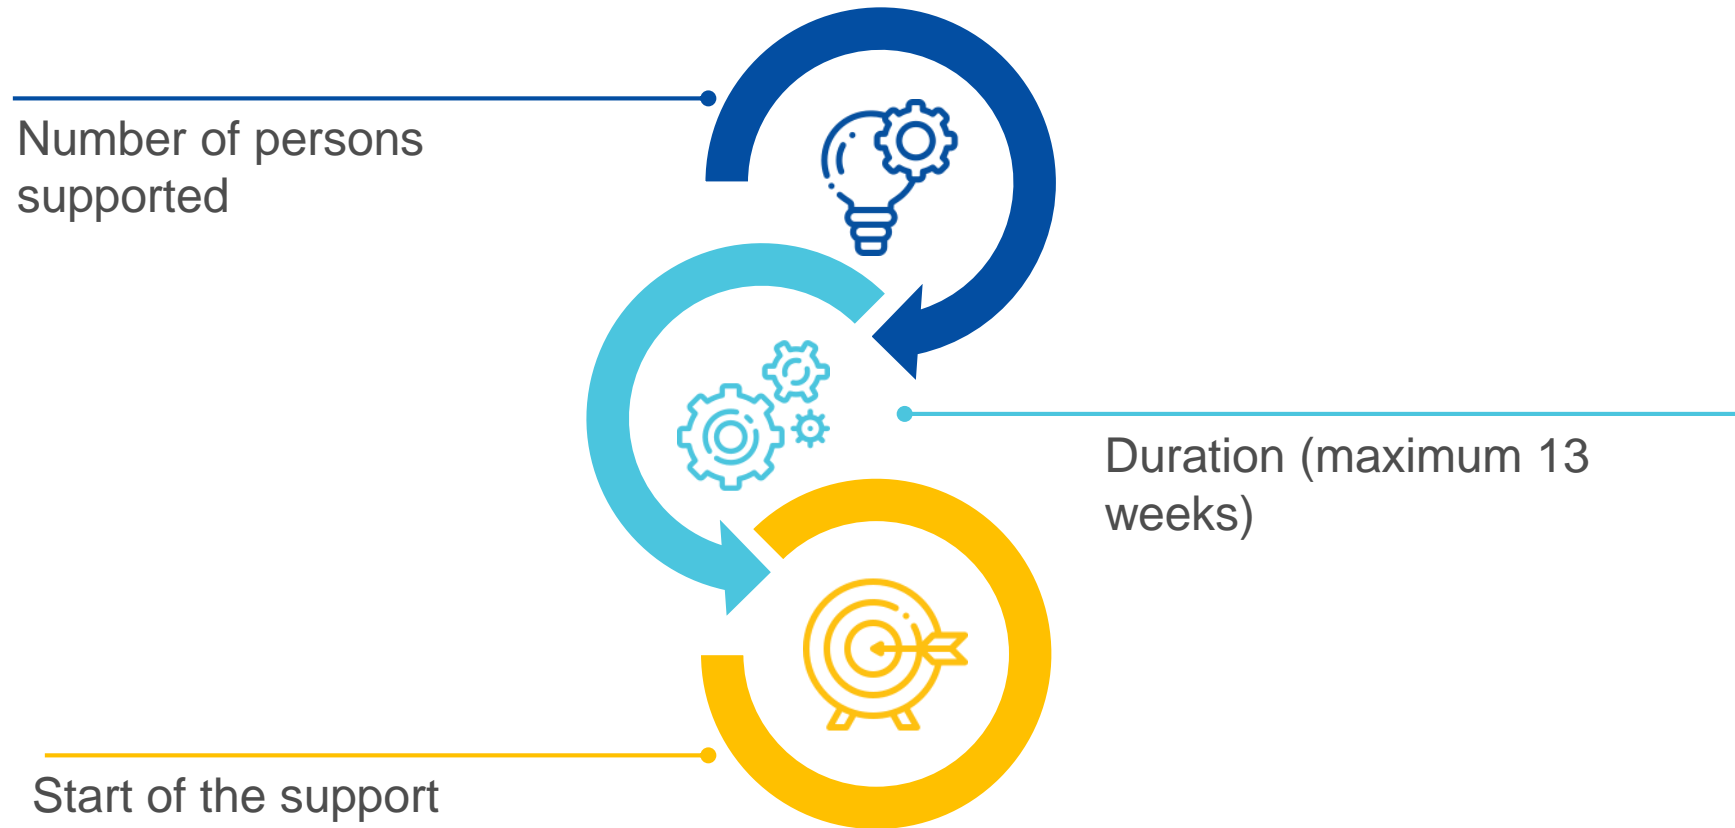 Number of persons
supported
Duration (maximum 13
weeks)
Start of the support